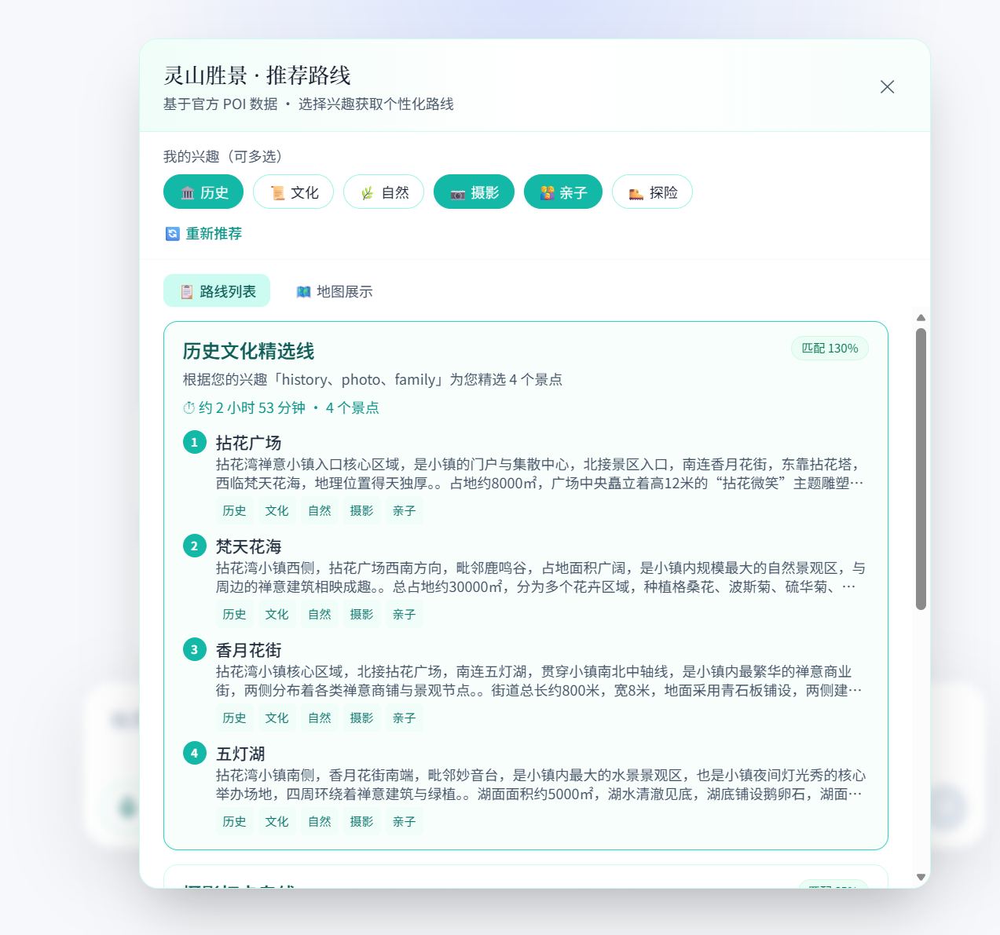 灵山胜景 · 推荐路线
基于官方 POI 数据 · 选择兴趣获取个性化路线
我的兴趣（可多选）
历史 文化 自然 摄影 亲子 探险
重新推荐
路线列表 地图展示
历史文化精选线 匹配 130%
根据您的兴趣「history、photo、family」为您精选 4 个景点
约 2 小时 53 分钟 · 4 个景点
1 拈花广场
拈花湾禅意小镇入口核心区域，是小镇的门户与集散中心，北接景区入口，南连香月花街，东靠拈花塔，
西临梵天花海，地理位置得天独厚。。占地约8000㎡，广场中央矗立着高12米的“拈花微笑”主题雕塑…
历史 文化 自然 摄影 亲子
2 梵天花海
拈花湾小镇西侧，拈花广场西南方向，毗邻鹿鸣谷，占地面积广阔，是小镇内规模最大的自然景观区，与
周边的禅意建筑相映成趣。。总占地约30000㎡，分为多个花卉区域，种植格桑花、波斯菊、硫华菊、…
历史 文化 自然 摄影 亲子
3 香月花街
拈花湾小镇核心区域，北接拈花广场，南连五灯湖，贯穿小镇南北中轴线，是小镇内最繁华的禅意商业
街，两侧分布着各类禅意商铺与景观节点。。街道总长约800米，宽8米，地面采用青石板铺设，两侧建…
历史 文化 自然 摄影 亲子
4 五灯湖
拈花湾小镇南侧，香月花街南端，毗邻妙音台，是小镇内最大的水景景观区，也是小镇夜间灯光秀的核心
举办场地，四周环绕着禅意建筑与绿植。。湖面面积约5000㎡，湖水清澈见底，湖底铺设鹅卵石，湖面…
历史 文化 自然 摄影 亲子